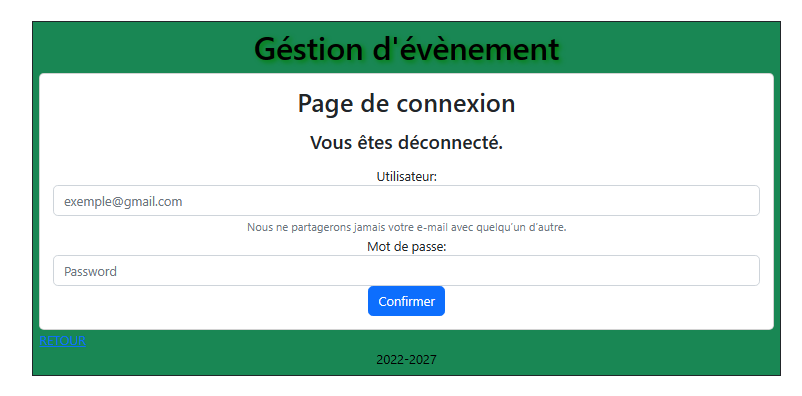 Géstion d'évènement
Page de connexion
Vous êtes déconnecté.
Utilisateur:
exemple@gmail.com
Nous ne partagerons jamais votre e-mail avec quelqu'un d'autre.
Mot de passe:
Password
Confirmer
RETOUR
2022-2027